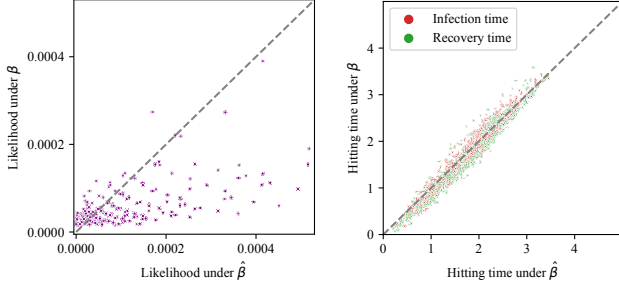 0.0004
0.0002
0.0000
Likelihood under β
0.0000
0.0002
0.0004
Likelihood under β̂
Infection time
Recovery time
5
4
3
2
1
0
Hitting time under β
0
1
2
3
4
Hitting time under β̂